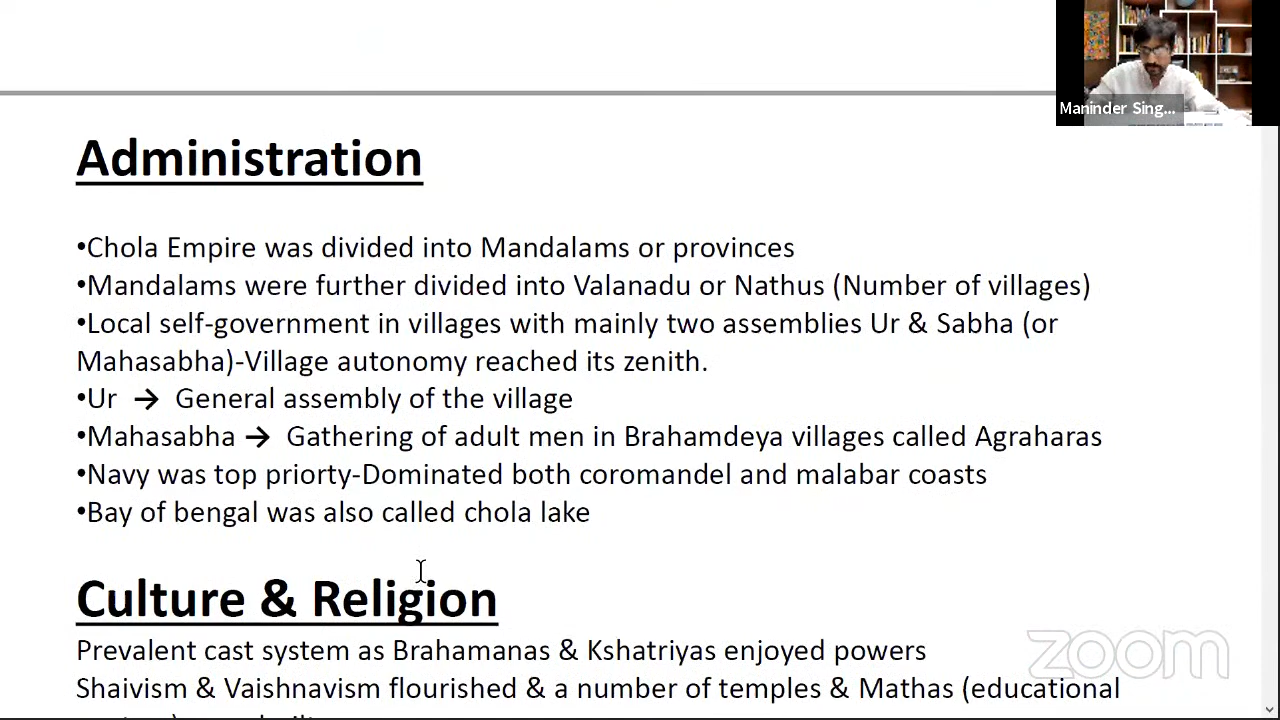 Maninder Sing...
Administration
•Chola Empire was divided into Mandalams or provinces
•Mandalams were further divided into Valanadu or Nathus (Number of villages)
•Local self-government in villages with mainly two assemblies Ur & Sabha (or
Mahasabha)-Village autonomy reached its zenith.
•Ur → General assembly of the village
•Mahasabha → Gathering of adult men in Brahamdeya villages called Agraharas
•Navy was top priorty-Dominated both coromandel and malabar coasts
•Bay of bengal was also called chola lake
Culture & Religion
Prevalent cast system as Brahamanas & Kshatriyas enjoyed powers
Shaivism & Vaishnavism flourished & a number of temples & Mathas (educational
zoom